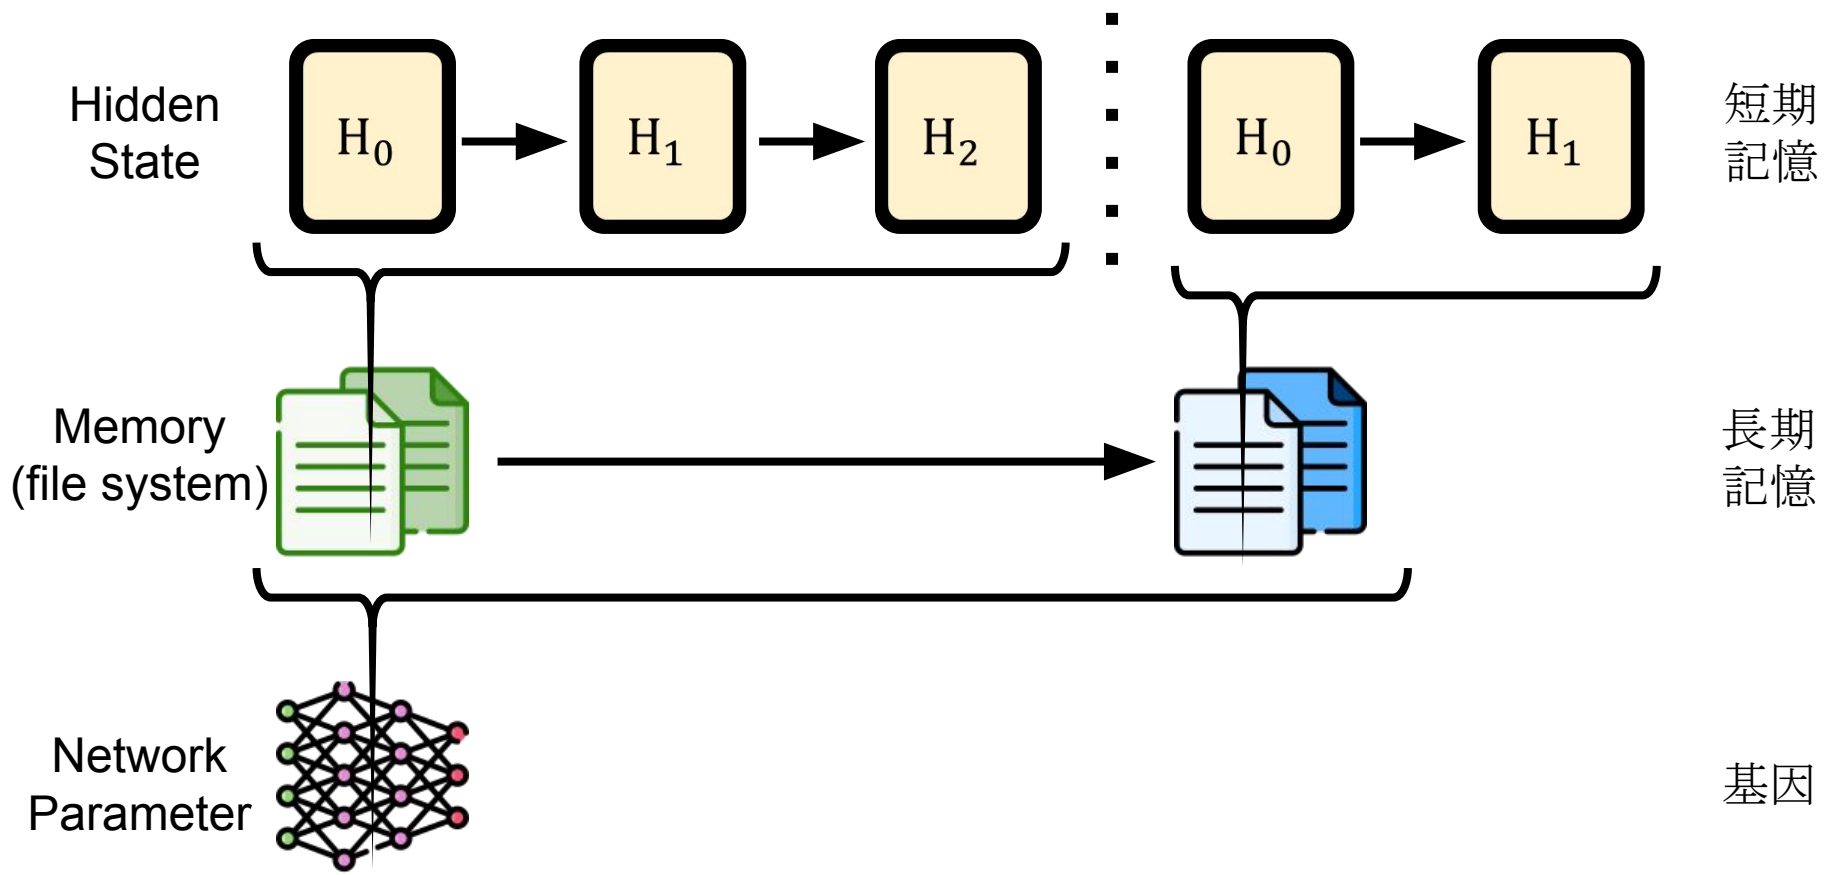 Hidden
State
H₀
H₁
H₂
H₀
H₁
短期
記憶
Memory
(file system)
長期
記憶
Network
Parameter
基因